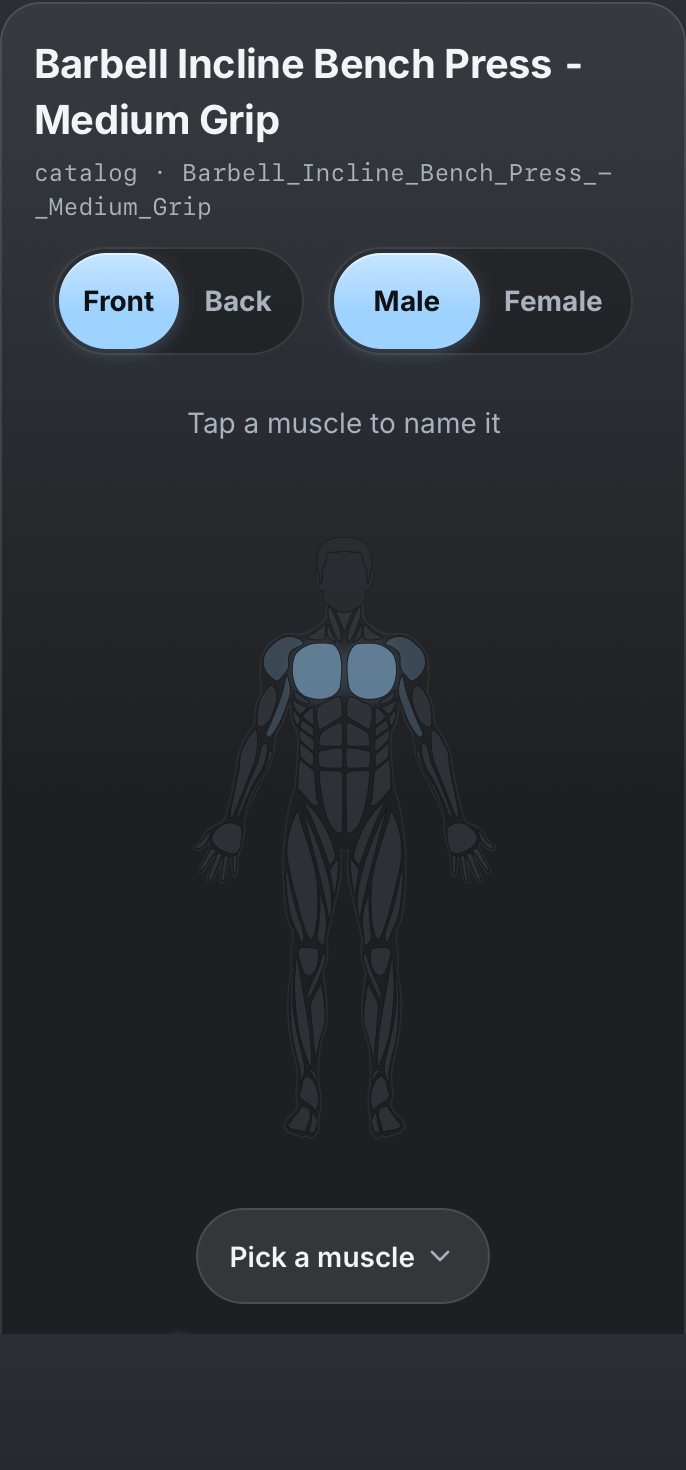 Barbell Incline Bench Press -
Medium Grip
catalog · Barbell_Incline_Bench_Press_-
_Medium_Grip
Front Back Male Female
Tap a muscle to name it
Pick a muscle